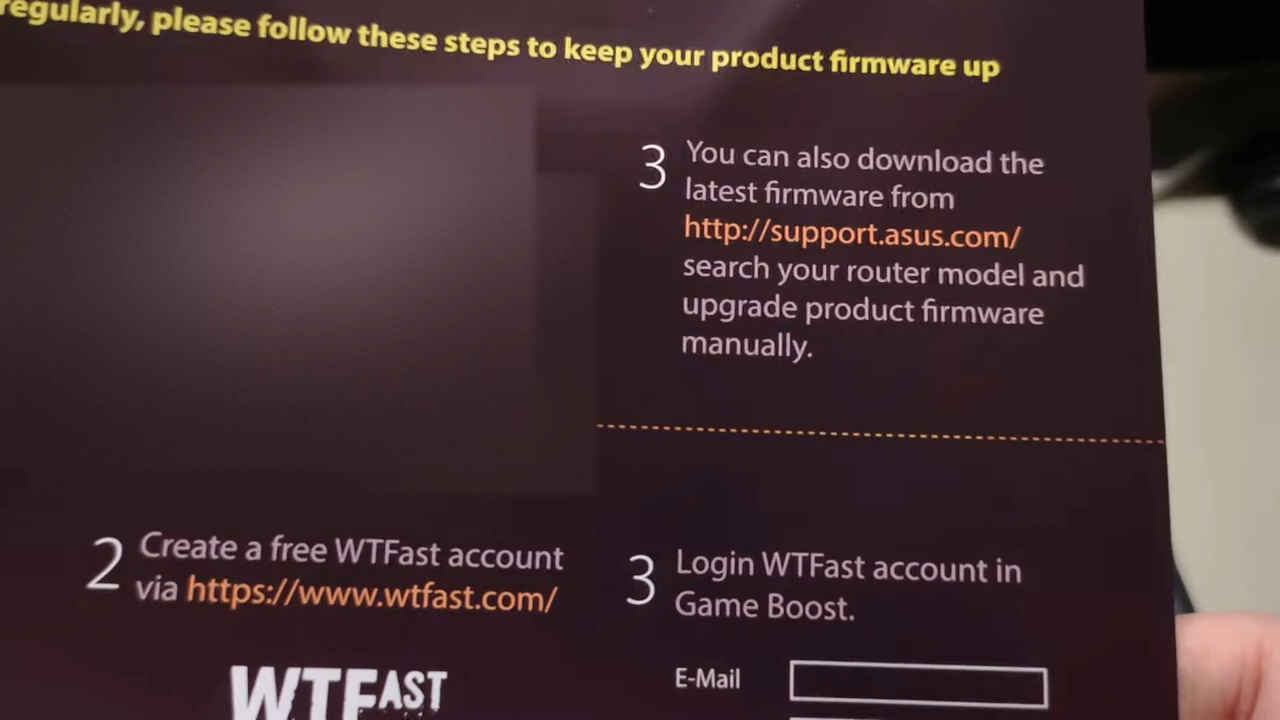 regularly, please follow these steps to keep your product firmware up
3
You can also download the
latest firmware from
http://support.asus.com/
search your router model and
upgrade product firmware
manually.
2
Create a free WTFast account
via https://www.wtfast.com/
WTFAST
3
Login WTFast account in
Game Boost.
E-Mail